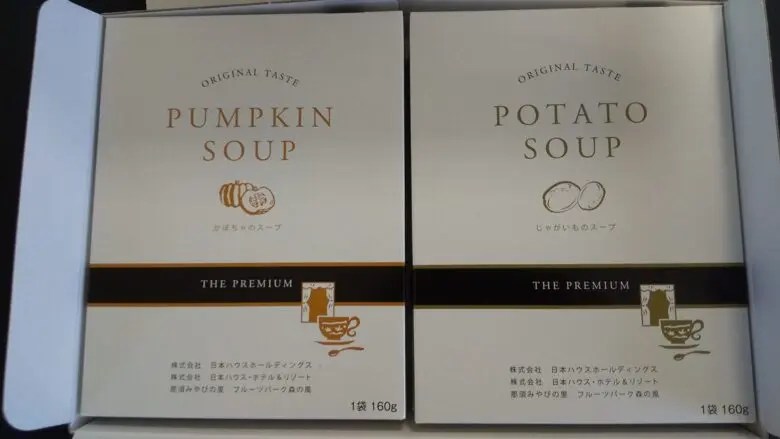 ORIGINAL TASTE
PUMPKIN
SOUP
かぼちゃのスープ
THE PREMIUM
株式会社 日本ハウスホールディングス
株式会社 日本ハウス・ホテル&リゾート
那須みやびの里 フルーツパーク森の風
1袋 160g
ORIGINAL TASTE
POTATO
SOUP
じゃがいものスープ
THE PREMIUM
株式会社 日本ハウスホールディングス
株式会社 日本ハウス・ホテル&リゾート
那須みやびの里 フルーツパーク森の風
1袋 160g